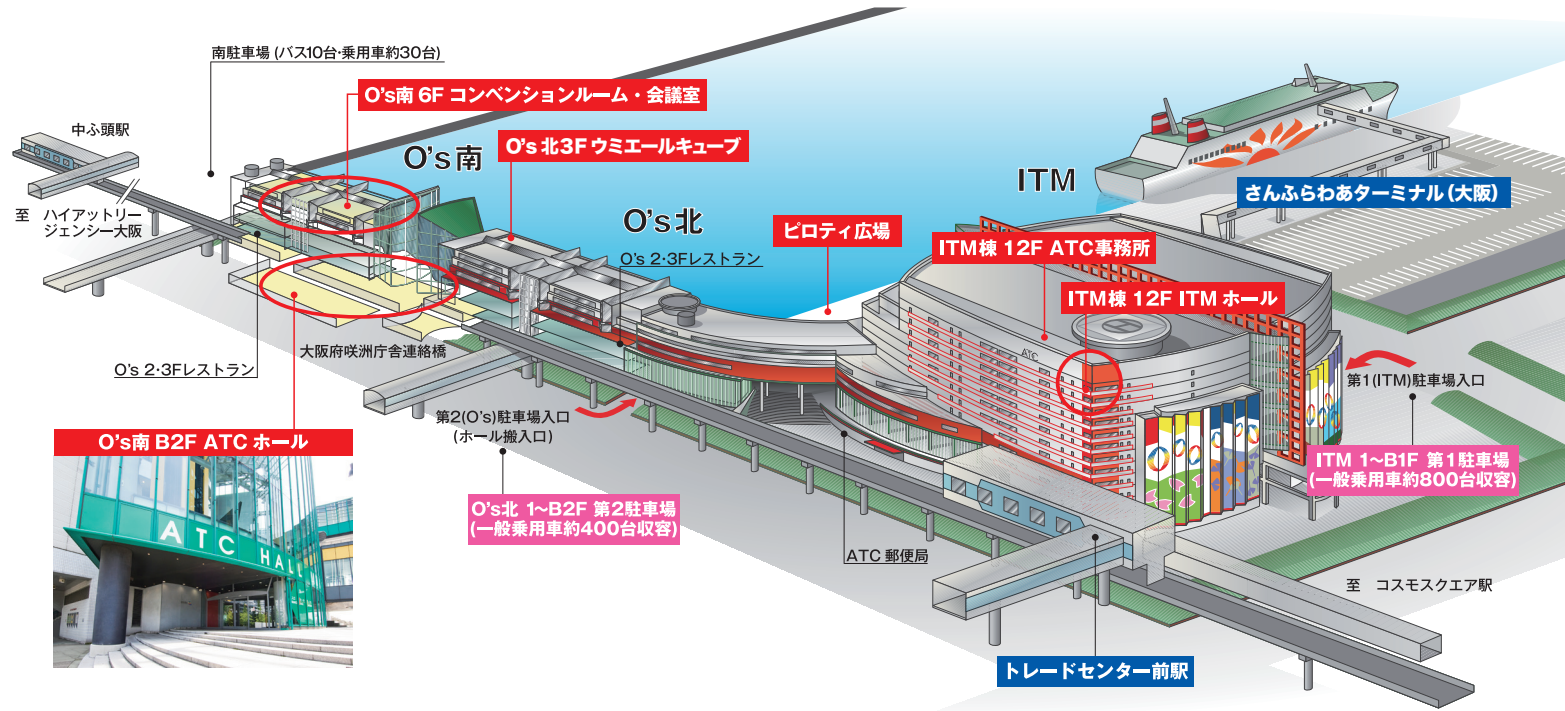 南駐車場 (バス10台・乗用車約30台)
O's南 6F コンベンションルーム・会議室
中ふ頭駅
O's南
O's 北3F ウミエールキューブ
ITM
さんふらわあターミナル(大阪)
至 ハイアットリー
ジェンシー大阪
O's北
ピロティ広場
ITM棟 12F ATC事務所
O's 2・3Fレストラン
ITM棟 12F ITM ホール
ATC
H
大阪府咲洲庁舎連絡橋
O's 2・3Fレストラン
第1(ITM)駐車場入口
第2(O's)駐車場入口
(ホール搬入口)
O's南 B2F ATC ホール
ATC HALL
ITM 1~B1F 第1駐車場
(一般乗用車約800台収容)
O's北 1~B2F 第2駐車場
(一般乗用車約400台収容)
ATC 郵便局
至 コスモスクエア駅
トレードセンター前駅